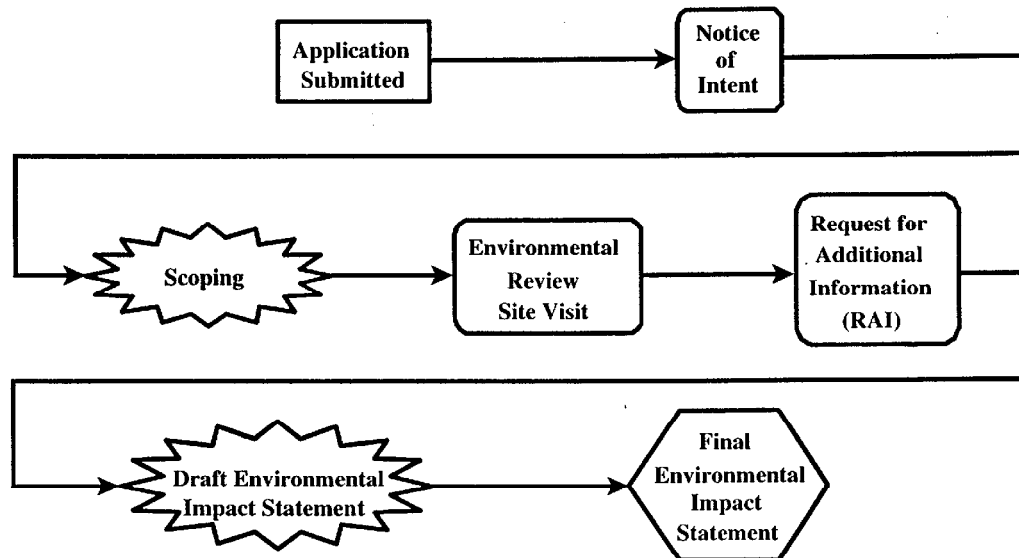 Application
Submitted
Notice
of
Intent
Scoping
Environmental
Review
Site Visit
Request for
Additional
Information
(RAI)
Draft Environmental
Impact Statement
Final
Environmental
Impact
Statement